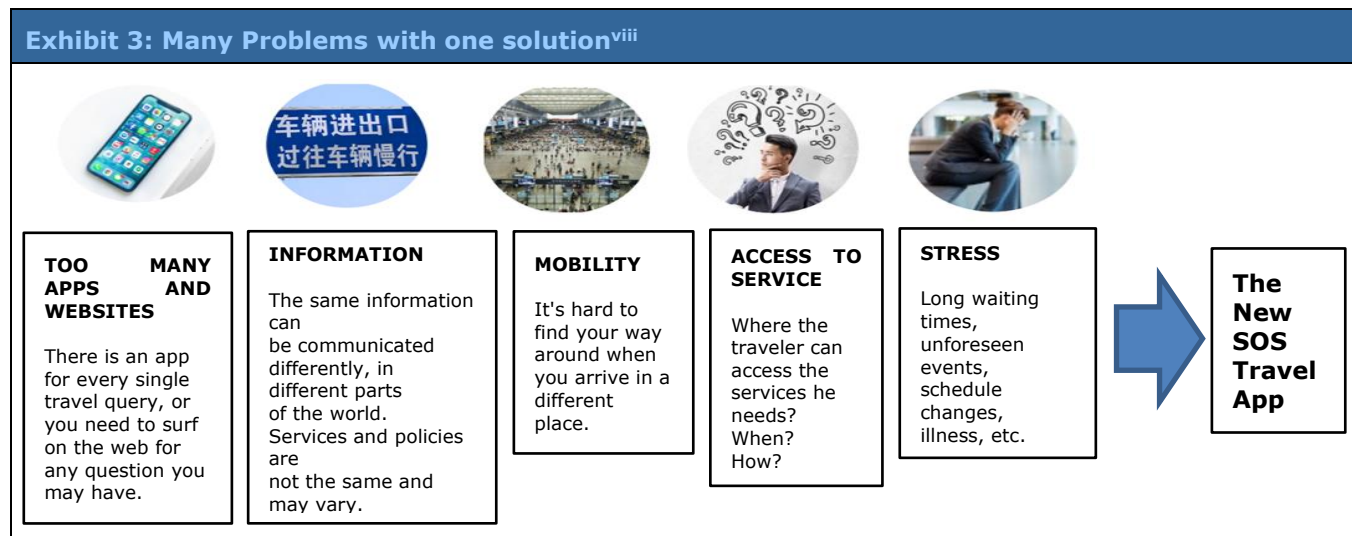 Exhibit 3: Many Problems with one solutionviii
车辆进出口
过往车辆慢行
TOO MANY
APPS AND
WEBSITES
There is an app
for every single
travel query, or
you need to surf
on the web for
any question you
may have.
INFORMATION
The same information
can
be communicated
differently, in
different parts
of the world.
Services and policies
are
not the same and
may vary.
MOBILITY
It's hard to
find your way
around when
you arrive in a
different
place.
ACCESS TO
SERVICE
Where the
traveler can
access the
services he
needs?
When?
How?
STRESS
Long waiting
times,
unforeseen
events,
schedule
changes,
illness, etc.
The
New
SOS
Travel
App